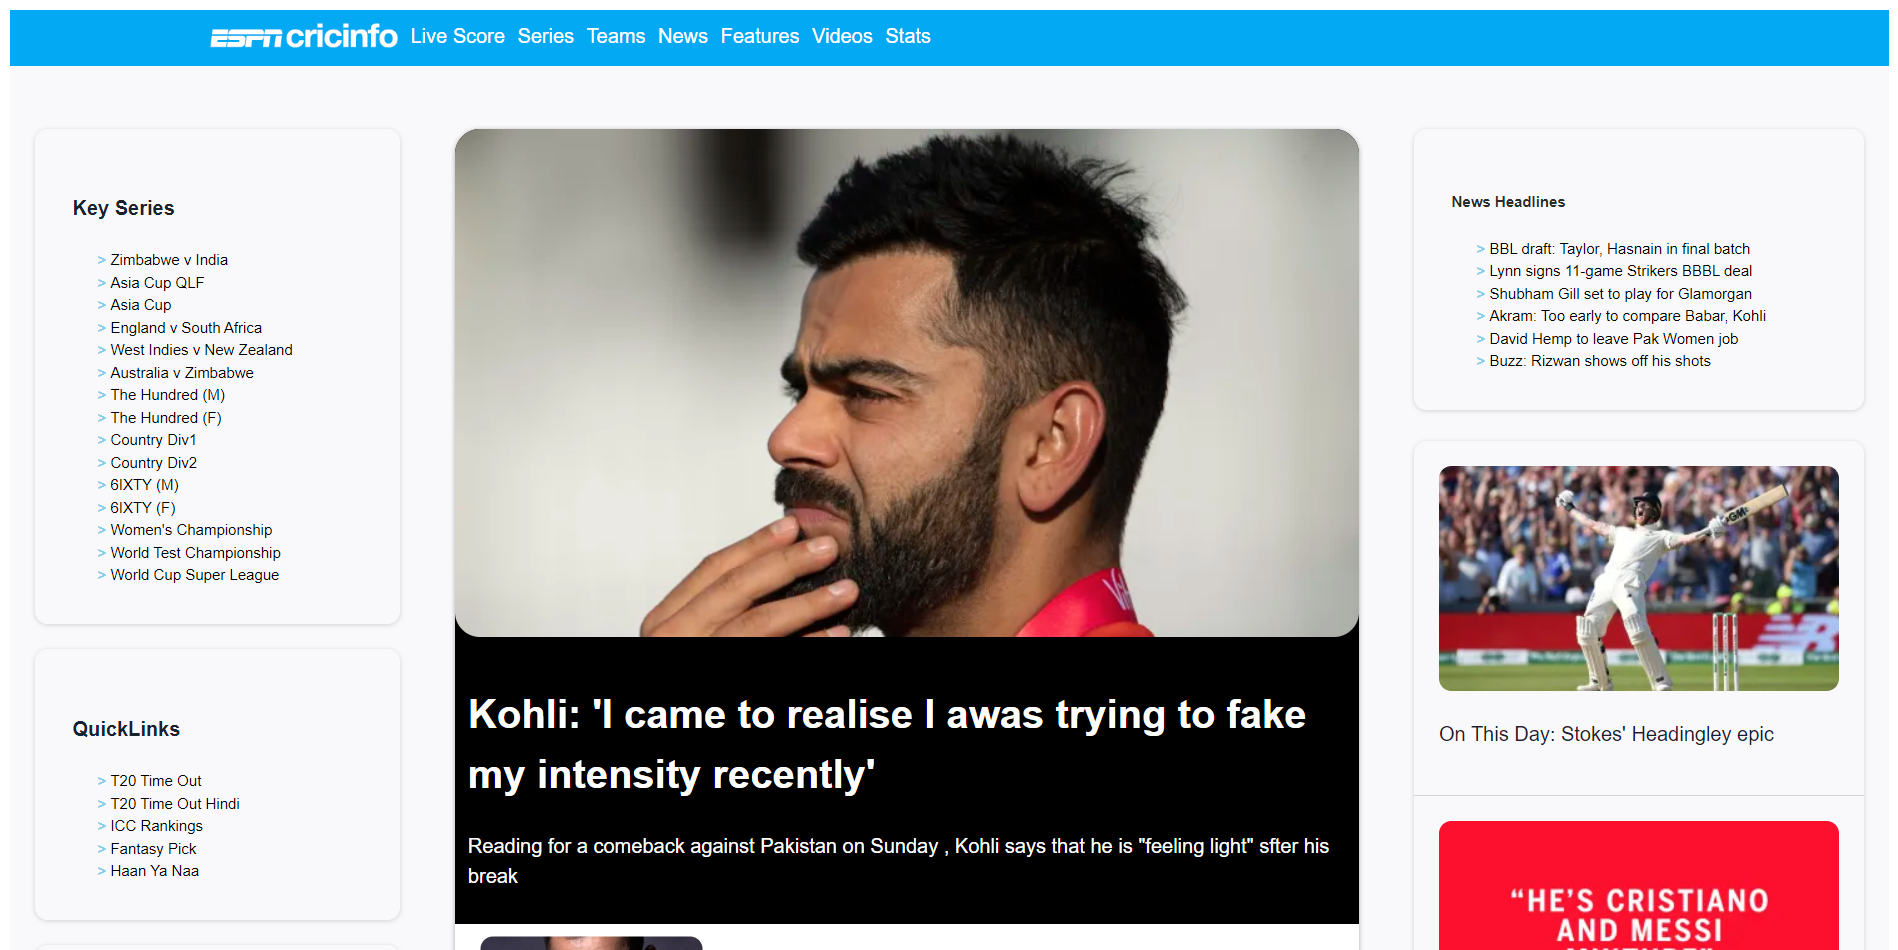 ESPN cricinfo Live Score Series Teams News Features Videos Stats
Key Series
> Zimbabwe v India
> Asia Cup QLF
> Asia Cup
> England v South Africa
> West Indies v New Zealand
> Australia v Zimbabwe
> The Hundred (M)
> The Hundred (F)
> Country Div1
> Country Div2
> 6IXTY (M)
> 6IXTY (F)
> Women's Championship
> World Test Championship
> World Cup Super League
QuickLinks
> T20 Time Out
> T20 Time Out Hindi
> ICC Rankings
> Fantasy Pick
> Haan Ya Naa
Kohli: 'I came to realise I awas trying to fake
my intensity recently'
Reading for a comeback against Pakistan on Sunday , Kohli says that he is "feeling light" sfter his
break
News Headlines
> BBL draft: Taylor, Hasnain in final batch
> Lynn signs 11-game Strikers BBBL deal
> Shubham Gill set to play for Glamorgan
> Akram: Too early to compare Babar, Kohli
> David Hemp to leave Pak Women job
> Buzz: Rizwan shows off his shots
GM
On This Day: Stokes' Headingley epic
“HE'S CRISTIANO
AND MESSI